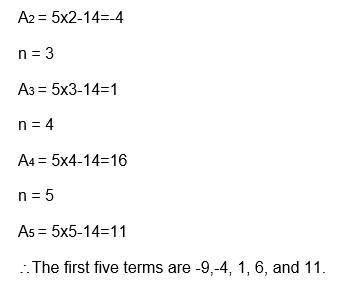 A2 = 5x2-14=-4
n = 3
A3 = 5x3-14=1
n = 4
A4 = 5x4-14=16
n = 5
A5 = 5x5-14=11
∴The first five terms are -9,-4, 1, 6, and 11.